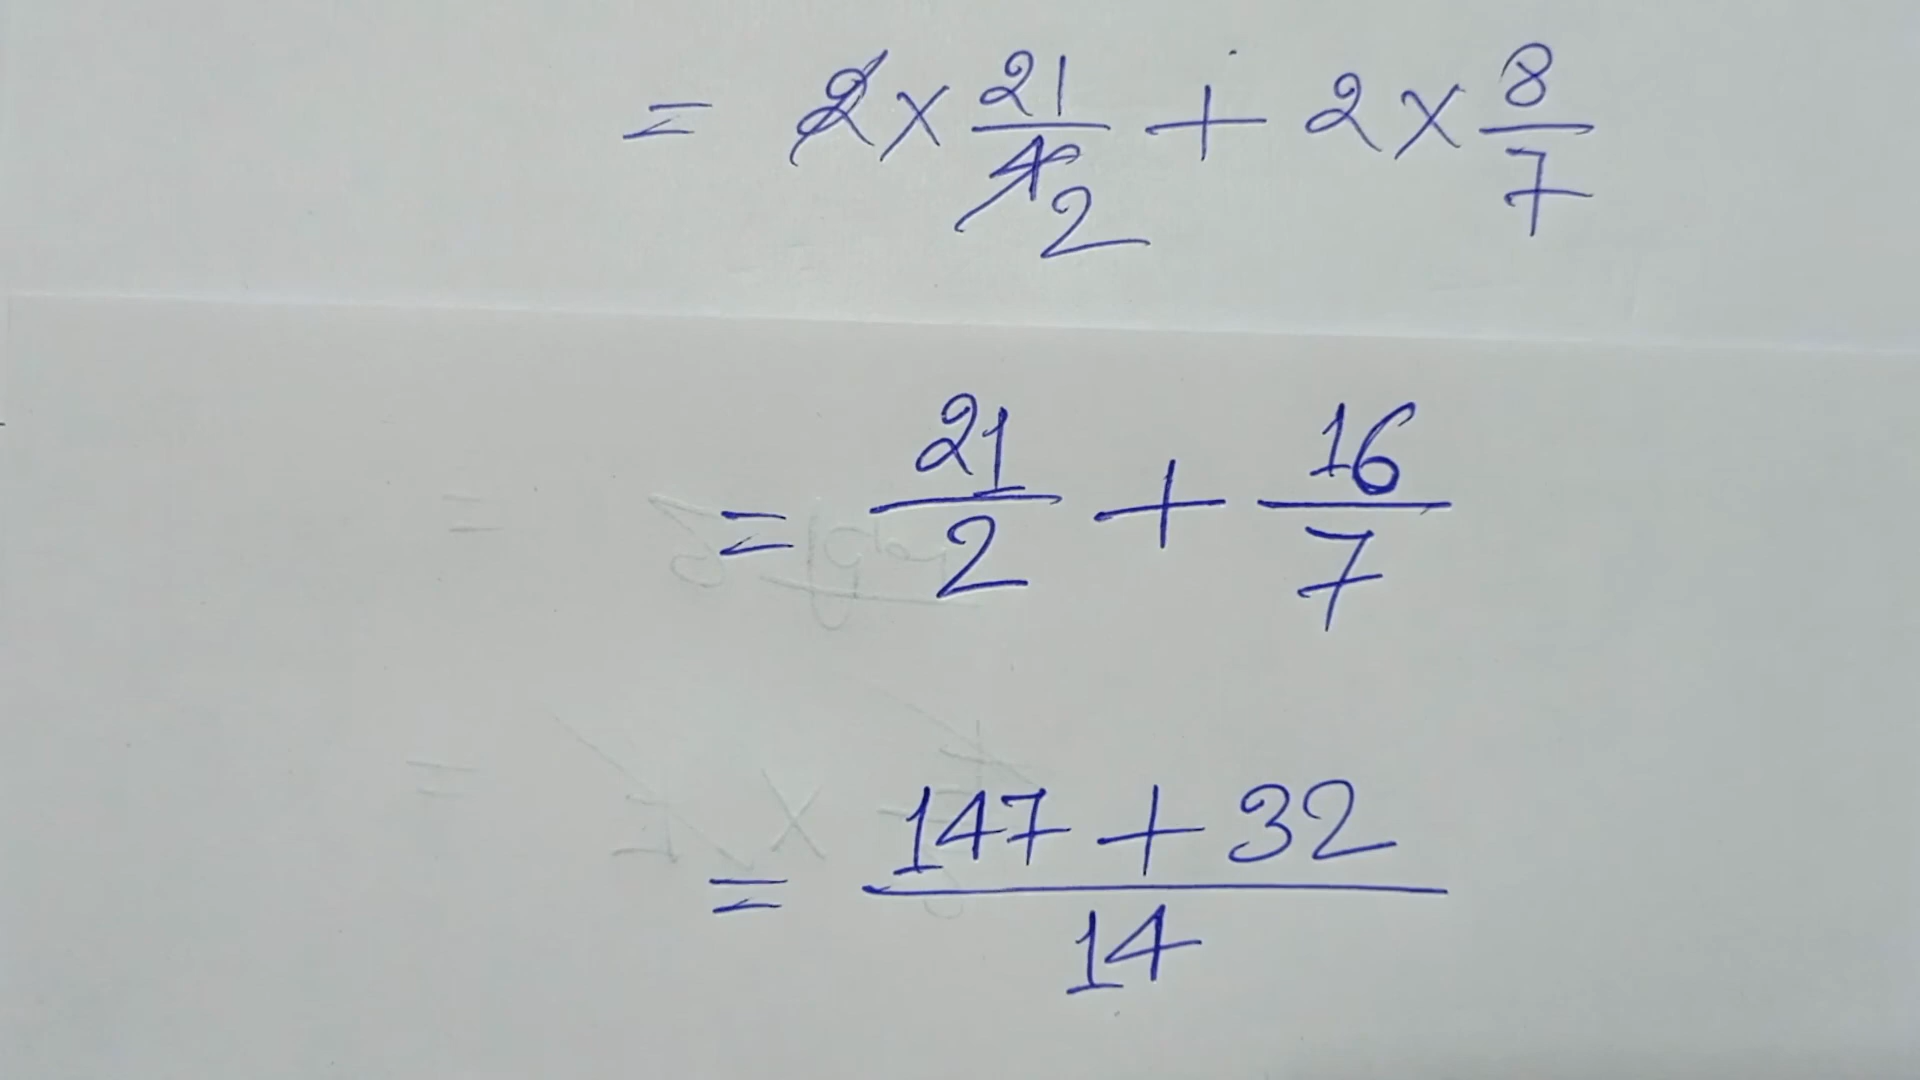 = 2 × 21/4 2 + 2 × 8/7
= 21/2 + 16/7
= 147 + 32/14